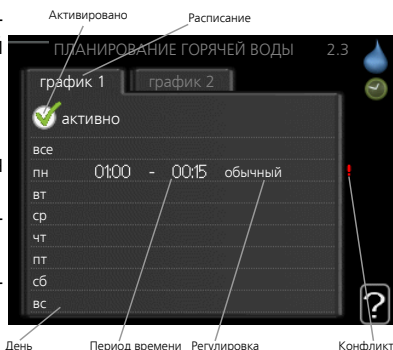 Активировано
Расписание
ПЛАНИРОВАНИЕ ГОРЯЧЕЙ ВОДЫ 2.3
график 1 график 2
активно
все
пн 01:00 - 00:15 обычный
вт
ср
чт
пт
сб
вс
День Период времени Регулировка Конфликт